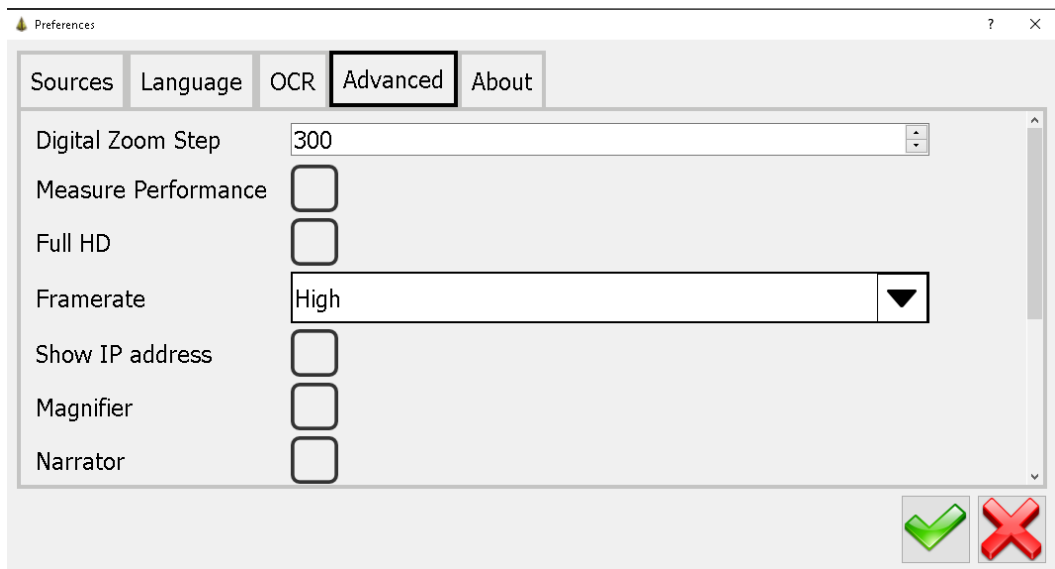 Preferences
Sources Language OCR Advanced About
Digital Zoom Step 300
Measure Performance
Full HD
Framerate High
Show IP address
Magnifier
Narrator